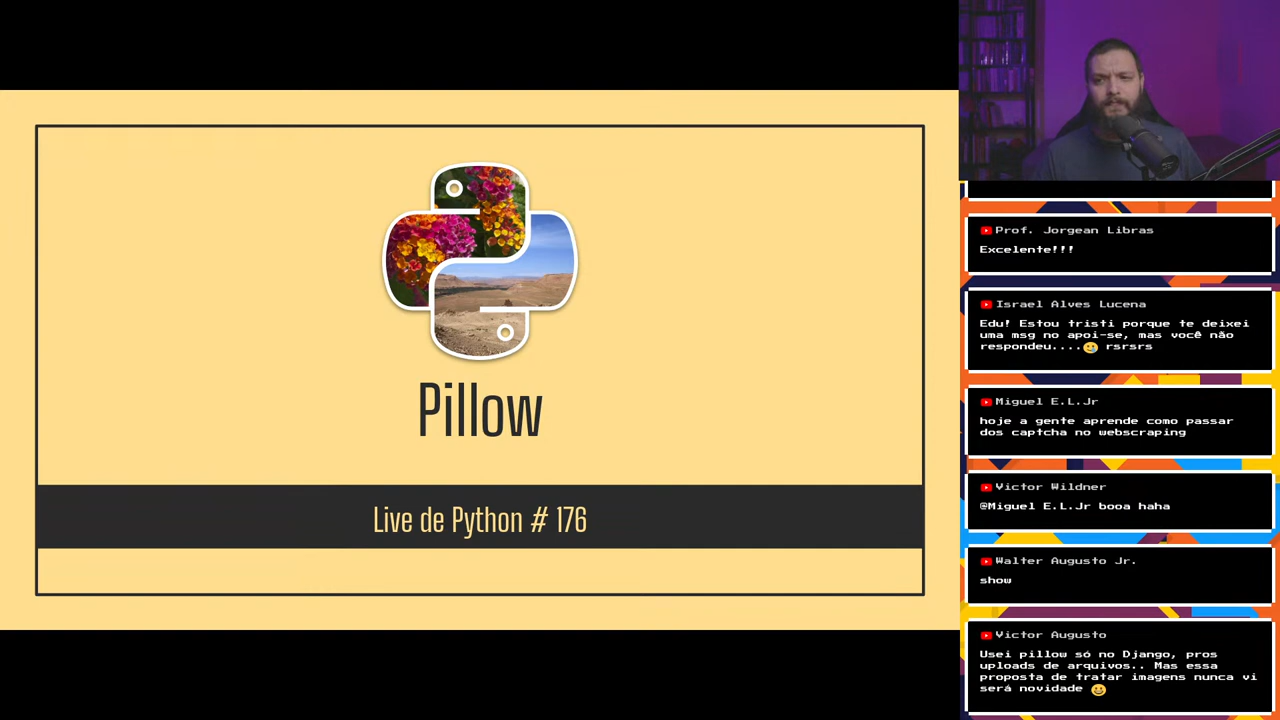 Pillow
Live de Python # 176
Prof. Jorgean Libras
Excelente!!!
Israel Alves Lucena
Edu! Estou tristi porque te deixei
uma msg no apoi-se, mas você não
respondeu.... rsrsrs
Miguel E.L.Jr
hoje a gente aprende como passar
dos captcha no webscraping
Victor Wildner
@Miguel E.L.Jr booa haha
Walter Augusto Jr.
show
Victor Augusto
Usei pillow só no Django, pros
uploads de arquivos.. Mas essa
proposta de tratar imagens nunca vi
será novidade